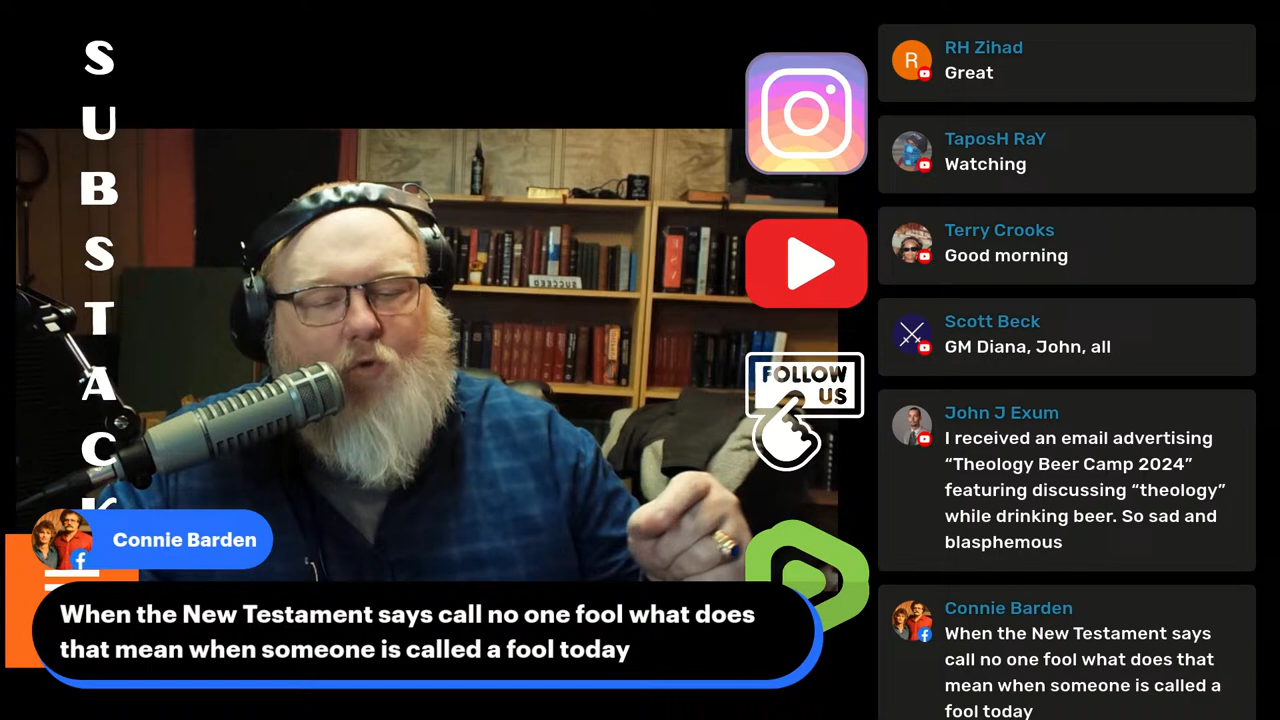 SUBSTACK
FOLLOW
US
Connie Barden
When the New Testament says call no one fool what does
that mean when someone is called a fool today
R
RH Zihad
Great
TaposH RaY
Watching
Terry Crooks
Good morning
Scott Beck
GM Diana, John, all
John J Exum
I received an email advertising
“Theology Beer Camp 2024”
featuring discussing “theology”
while drinking beer. So sad and
blasphemous
Connie Barden
When the New Testament says
call no one fool what does that
mean when someone is called a
fool today